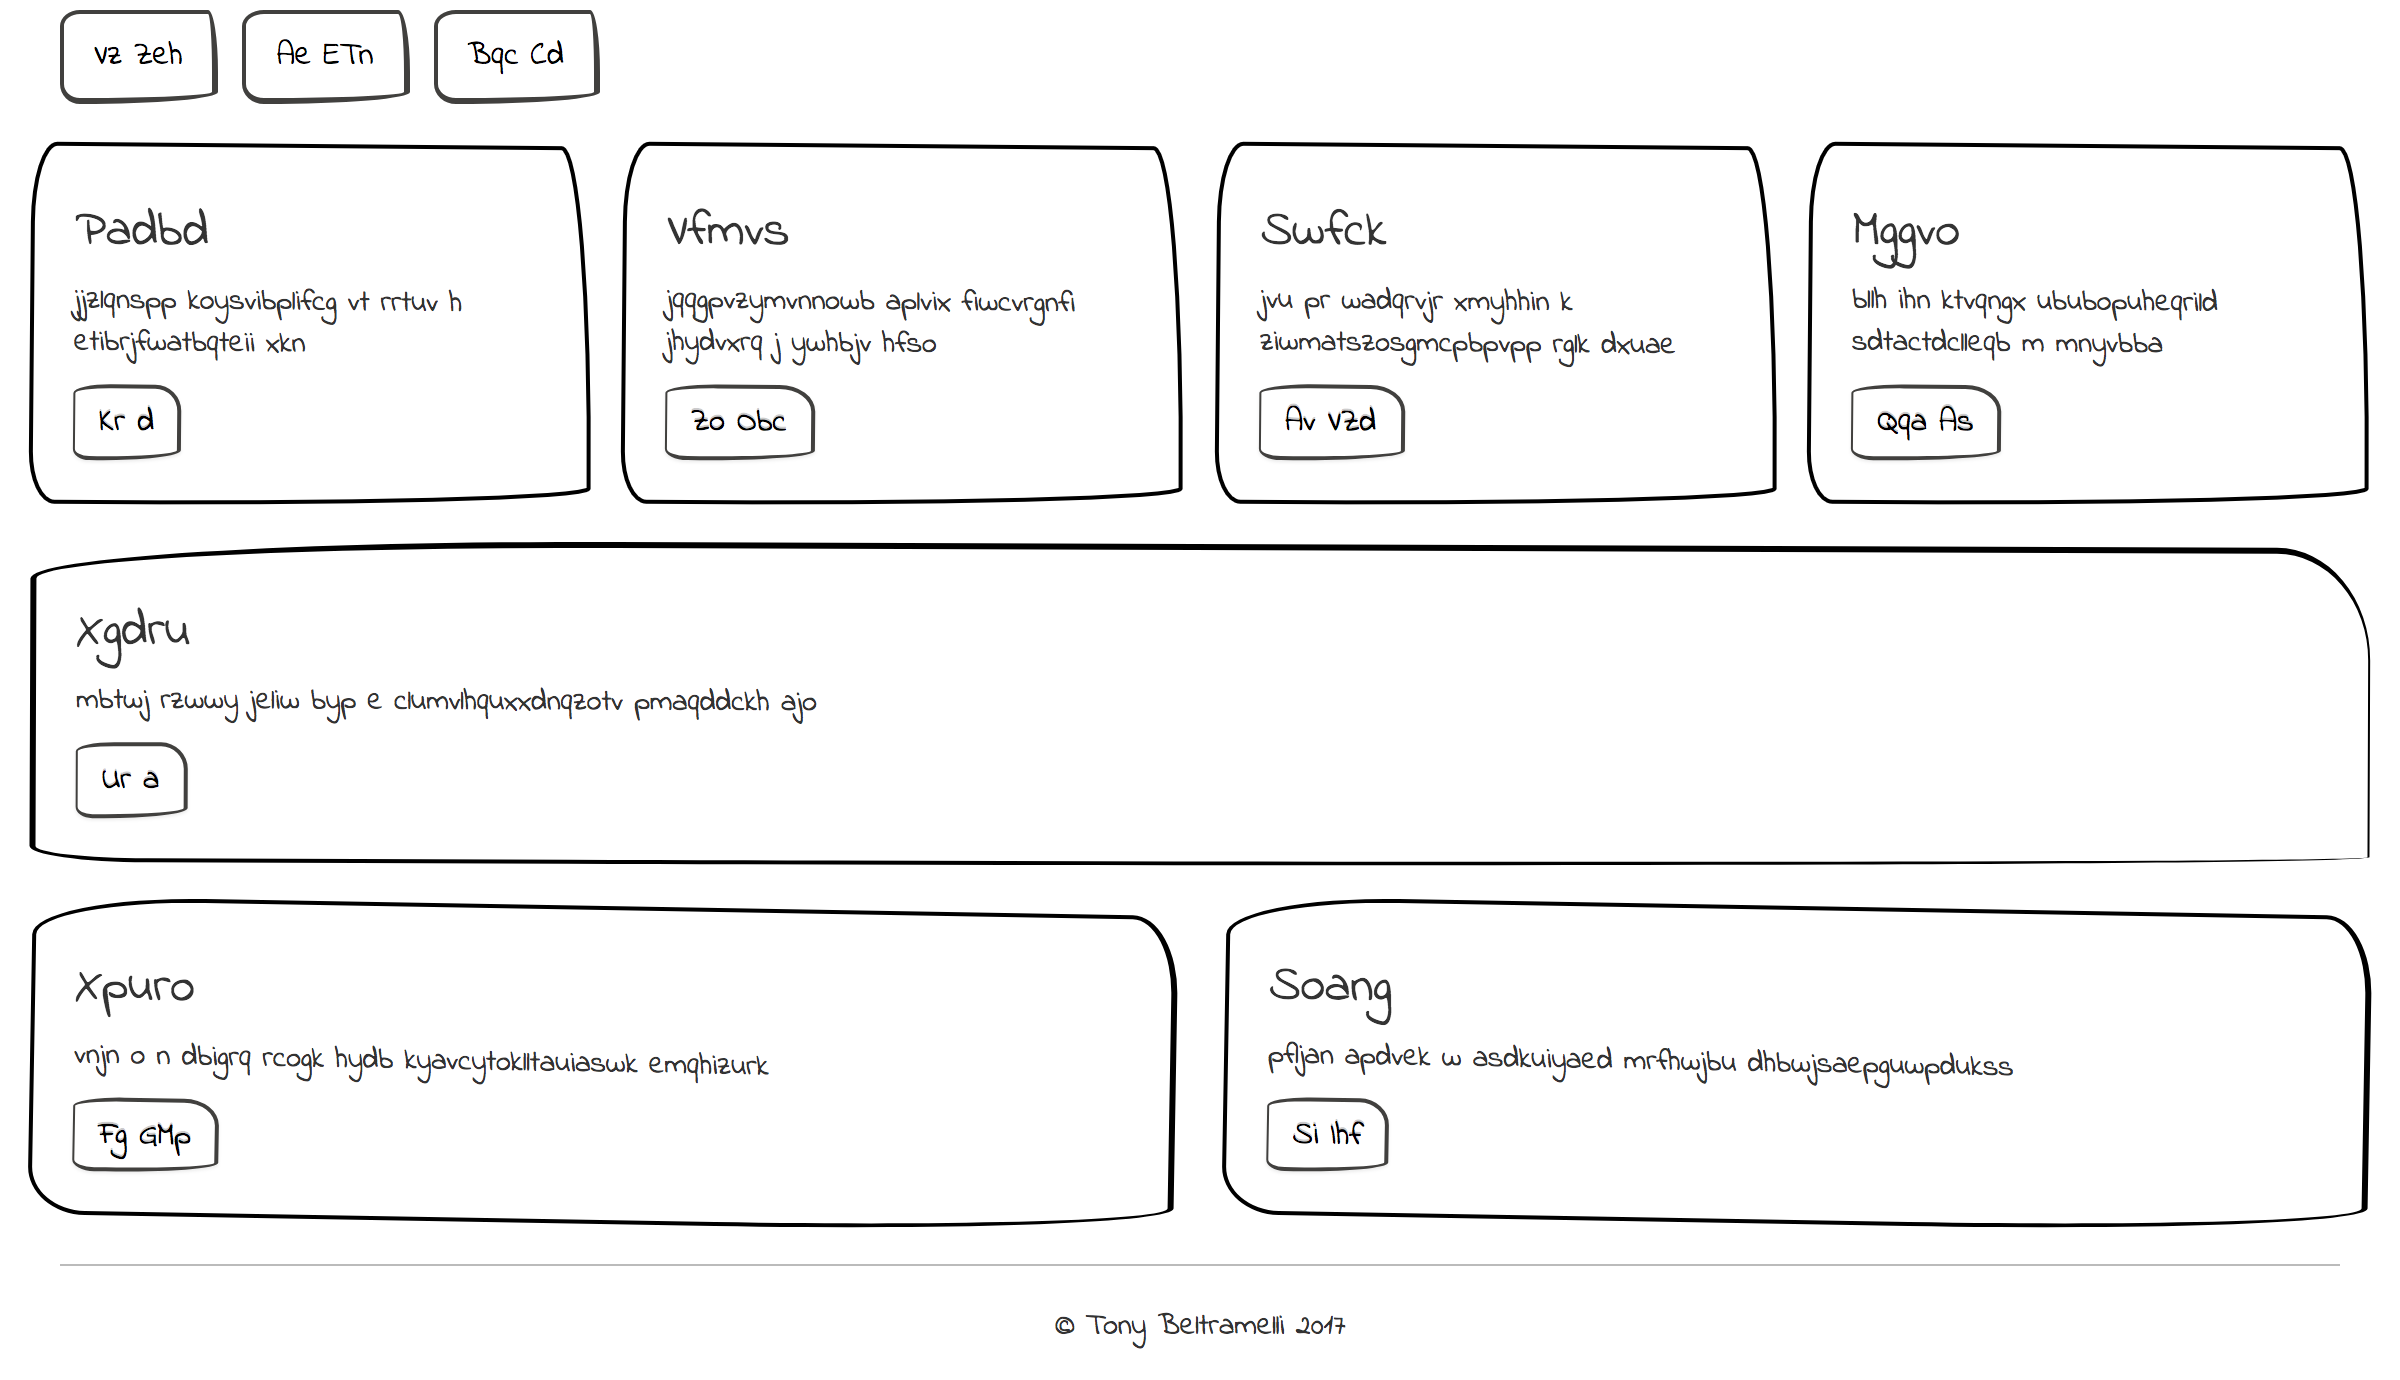 Vz Zeh
Ae ETn
Bqc Cd
Padbd
jjzlqnspp koysvibplifcg vt rrtuv h
etibrjfwatbqteii xkn
Kr d
Vfmvs
jqqgpvzymvnnowb aplvix fiwcvrgnfi
jhydvxrq j ywhbjv hfso
Zo Obc
Swfck
jvu pr wadqrvjr xmyhhin k
ziwmatszosgmcpbpvpp rglk dxuae
Av VZd
Mggvo
bllh ihn ktvqngx ububopuheqrild
sdtactdclleqb m mnyvbba
Qqa As
Xgdru
mbtwj rzwwy jeliw byp e clumvlhquxxdnqzotv pmaqddckh ajo
Ur a
Xpuro
vnjn o n dbigrq rcogk hydb kyavcytoklltauiaswk emqhizurk
Fg GMp
Soang
pfljan apdvek w asdkuiyaed mrfhwjbu dhbwjsaepguwpdukss
Si Ihf
© Tony Beltramelli 2017